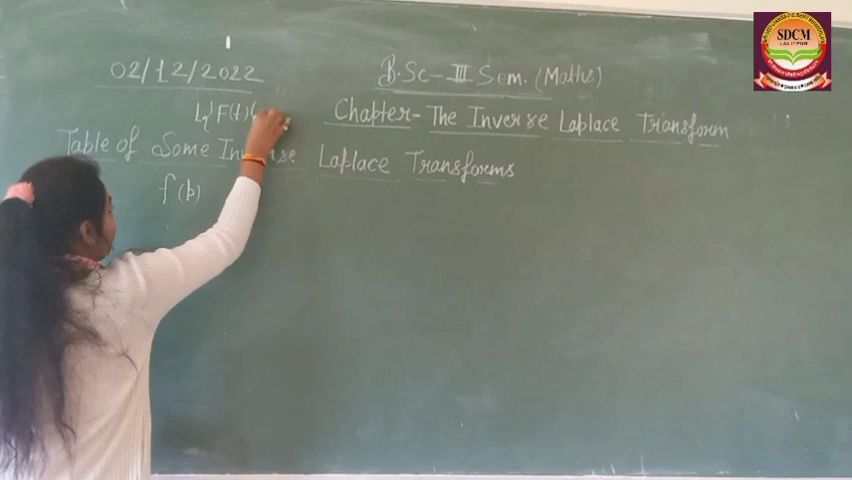 02/12/2022
B.Sc-III Sem. (Maths)
L{F(t)
Chapter-The Inverse Laplace Transform
Table of Some Inverse Laplace Transforms
f(p)
SDCM
LALITPUR